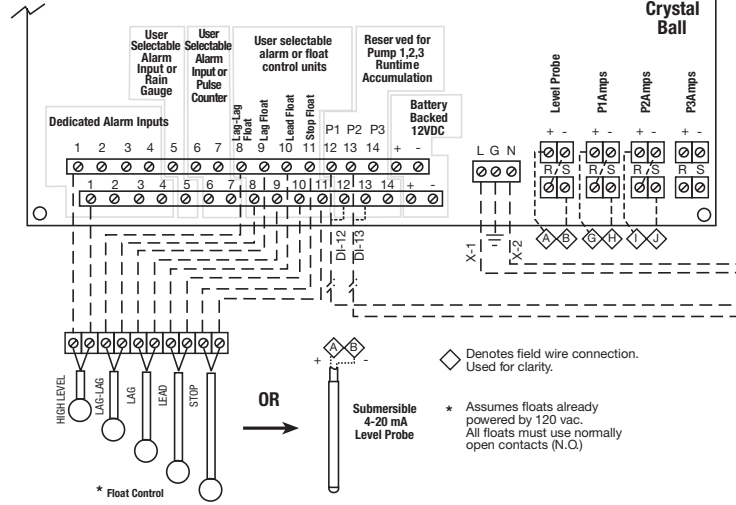 Crystal
Ball
User
Selectable
Alarm
Input or
Rain
Gauge
User
Selectable
Alarm
Input or
Pulse
Counter
User selectable
alarm or float
control units
Reserved for
Pump 1,2,3
Runtime
Accumulation
Battery
Backed
12VDC
Dedicated Alarm Inputs
Lag-Lag
Float
Lag Float
Lead Float
Stop Float
P1 P2 P3
1 2 3 4 5 6 7 8 9 10 11 12 13 14 + -
1 2 3 4 5 6 7 8 9 10 11 12 13 14 + -
L G N
Level Probe
P1Amps
P2Amps
P3Amps
+ - + - + - + -
R S R S R S R S
A B G H I J
DI-12
DI-13
X-1
X-2
HIGH LEVEL
LAG-LAG
LAG
LEAD
STOP
* Float Control
OR
A B
+ -
Submersible
4-20 mA
Level Probe
Denotes field wire connection.
Used for clarity.
* Assumes floats already
powered by 120 vac.
All floats must use normally
open contacts (N.O.)